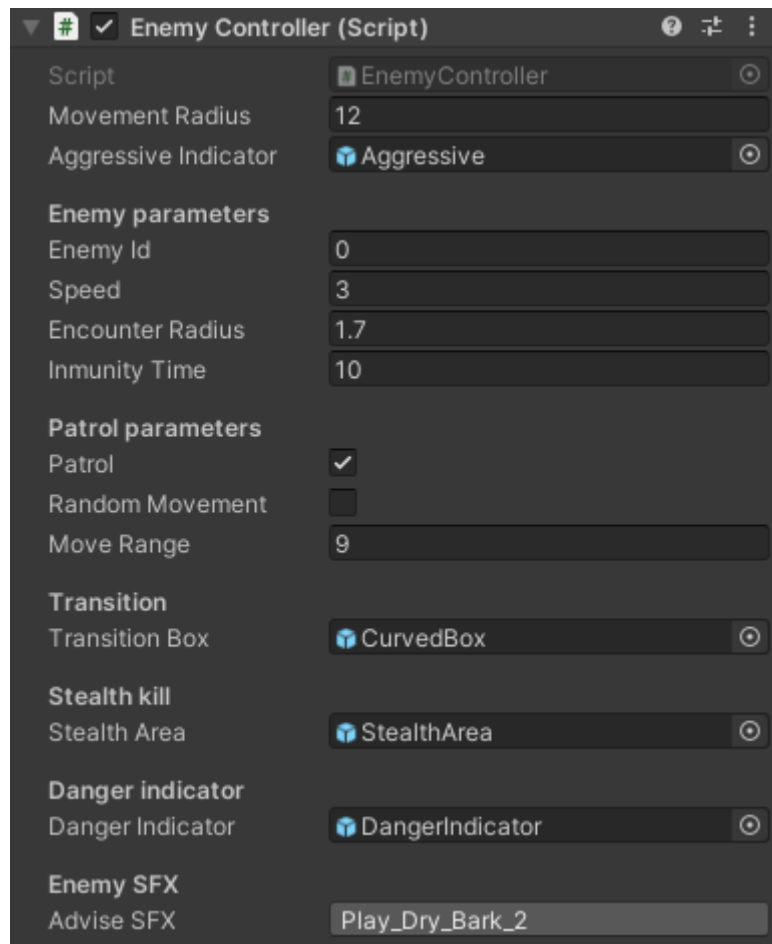 Enemy Controller (Script)
Script EnemyController
Movement Radius 12
Aggressive Indicator Aggressive
Enemy parameters
Enemy Id 0
Speed 3
Encounter Radius 1.7
Inmunity Time 10
Patrol parameters
Patrol
Random Movement
Move Range 9
Transition
Transition Box CurvedBox
Stealth kill
Stealth Area StealthArea
Danger indicator
Danger Indicator DangerIndicator
Enemy SFX
Advise SFX Play_Dry_Bark_2